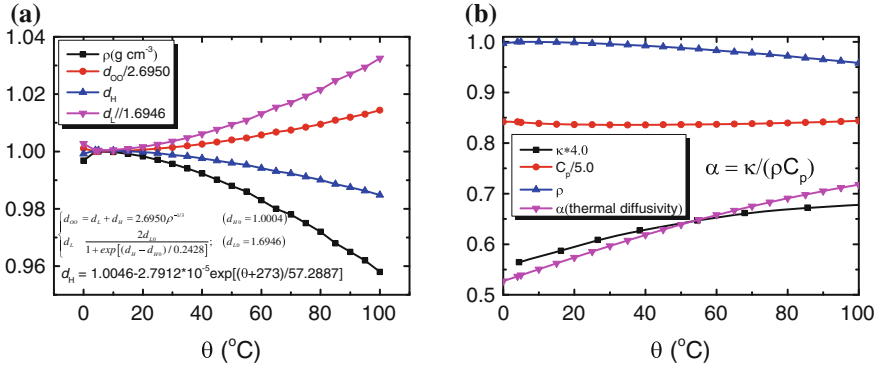 (a)
1.04
1.02
1.00
0.98
0.96
ρ(g cm⁻³)
d_OO/2.6950
d_H
d_L//1.6946
d_OO = d_L + d_H = 2.6950ρ^-1/3 (d_H0 = 1.0004)
d_L 2d_L0 / 1 + exp[(d_H − d_H0) / 0.2428]; (d_L0 = 1.6946)
d_H = 1.0046-2.7912*10⁻⁵exp[(θ+273)/57.2887]
0 20 40 60 80 100
θ (°C)
(b)
1.0
0.9
0.8
0.7
0.6
0.5
κ*4.0
C_p/5.0
ρ
α(thermal diffusivity)
α = κ/(ρC_p)
0 20 40 60 80 100
θ (°C)